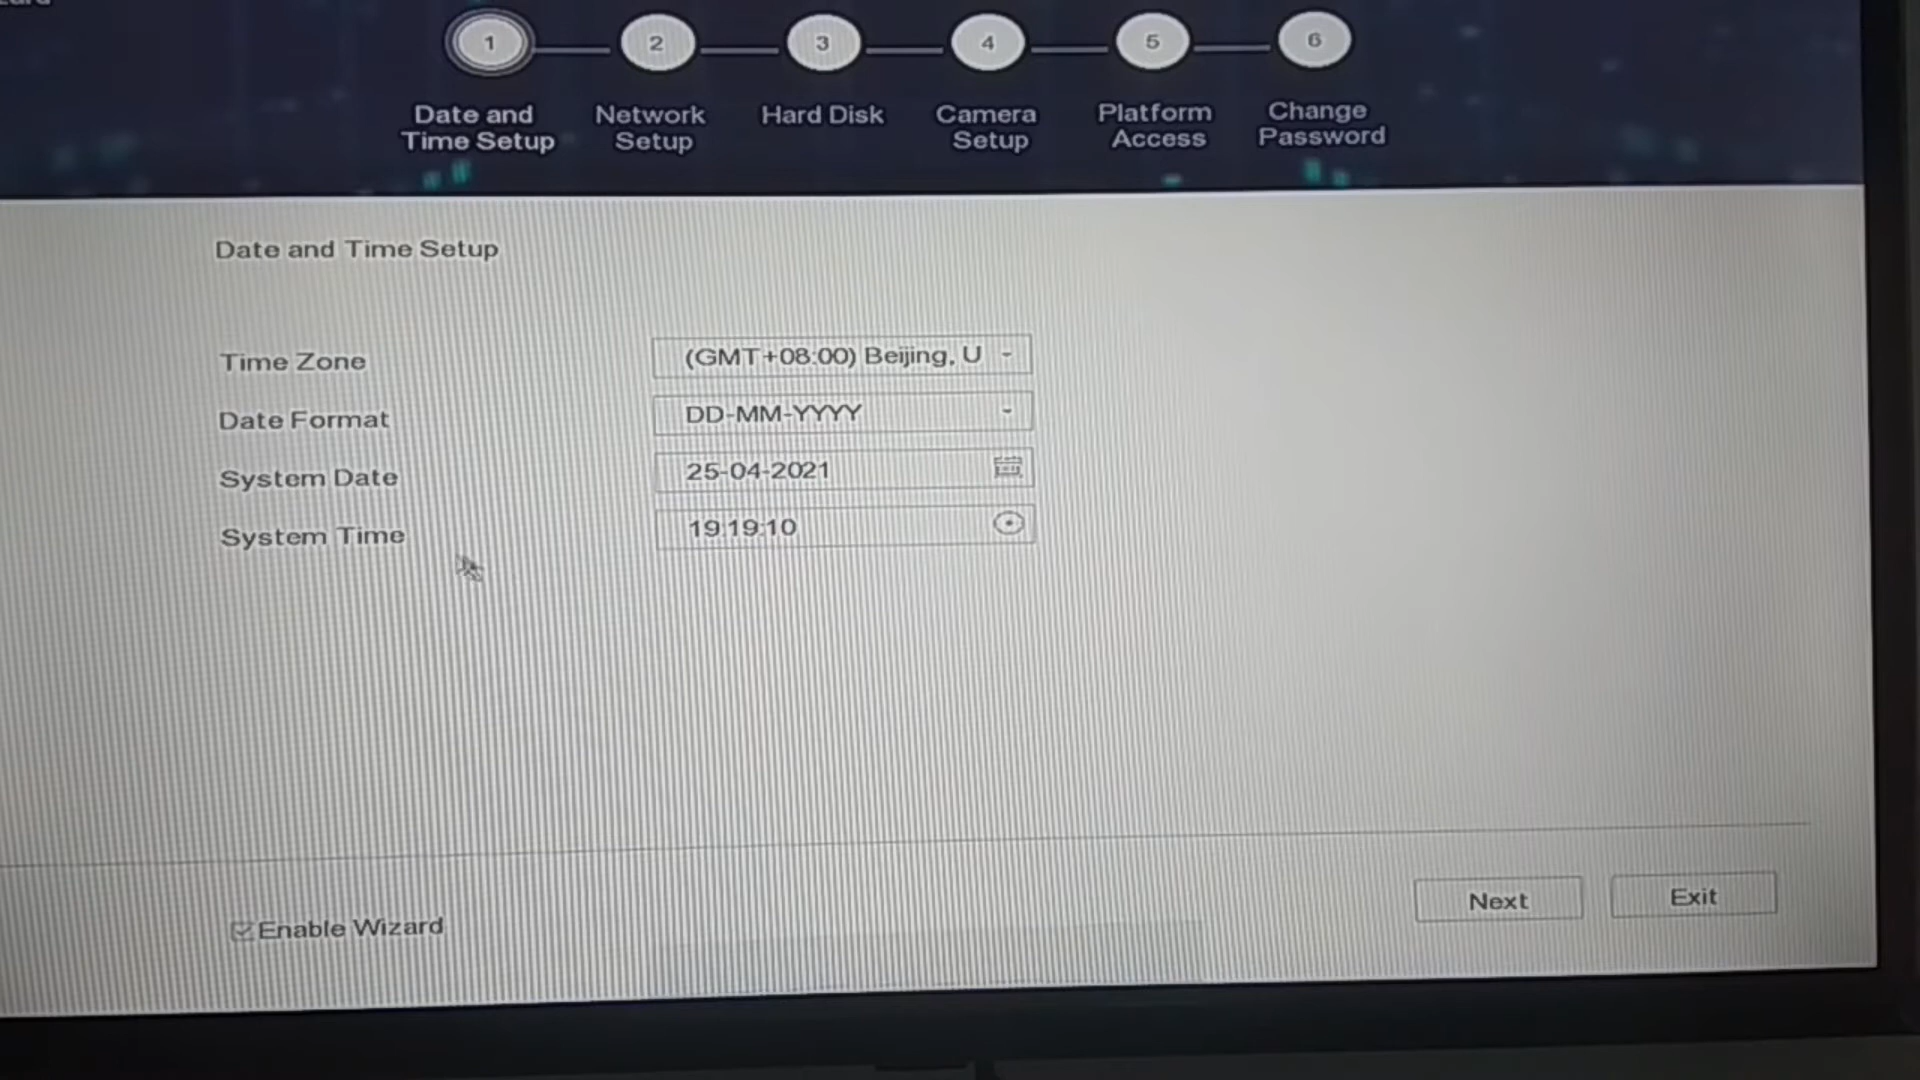 1 2 3 4 5 6
Date and Time Setup
Network Setup
Hard Disk
Camera Setup
Platform Access
Change Password
Date and Time Setup
Time Zone (GMT+08:00) Beijing, U
Date Format DD-MM-YYYY
System Date 25-04-2021
System Time 19:19:10
Enable Wizard
Next Exit